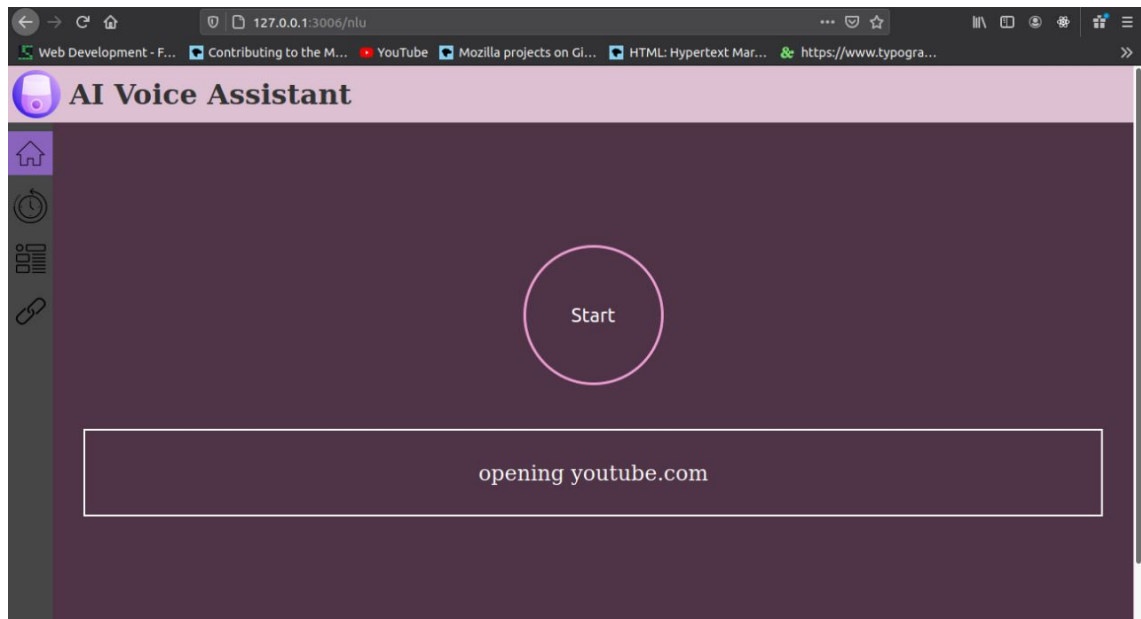 127.0.0.1:3006/nlu
Web Development - F... Contributing to the M... YouTube Mozilla projects on Gi... HTML: Hypertext Mar... https://www.typogra...
AI Voice Assistant
Start
opening youtube.com